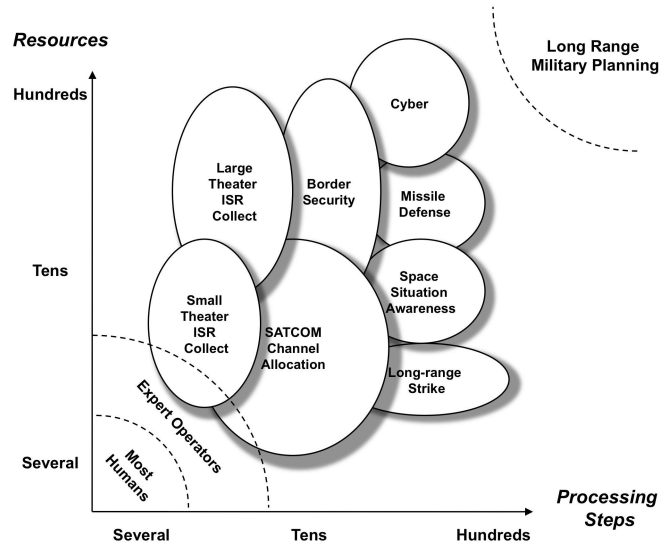 Resources
Long Range
Military Planning
Hundreds
Cyber
Large
Theater
ISR
Collect
Border
Security
Missile
Defense
Tens
Space
Situation
Awareness
Small
Theater
ISR
Collect
SATCOM
Channel
Allocation
Long-range
Strike
Expert Operators
Most
Humans
Several
Processing
Steps
Several
Tens
Hundreds